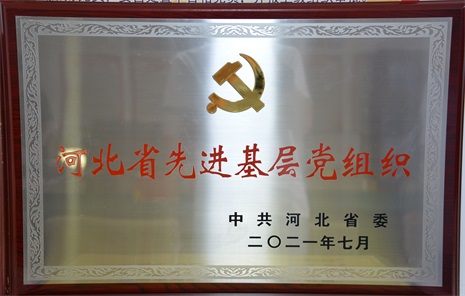 河北省先进基层党组织
中共河北省委
二〇二一年七月